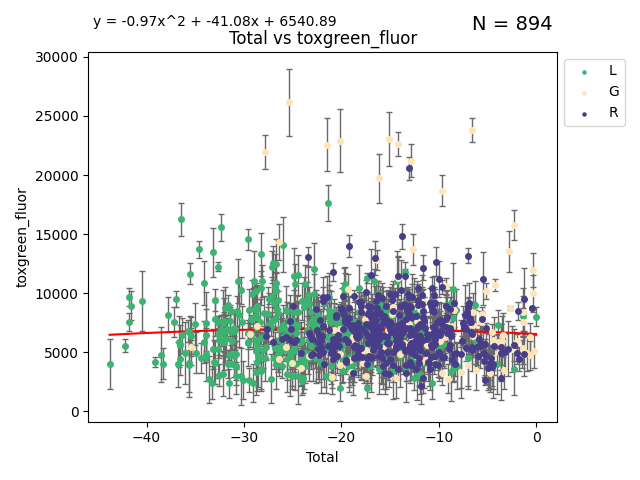 y = -0.97x^2 + -41.08x + 6540.89
N = 894
Total vs toxgreen_fluor
30000
25000
20000
15000
10000
5000
0
toxgreen_fluor
−40
−30
−20
−10
0
Total
L
G
R